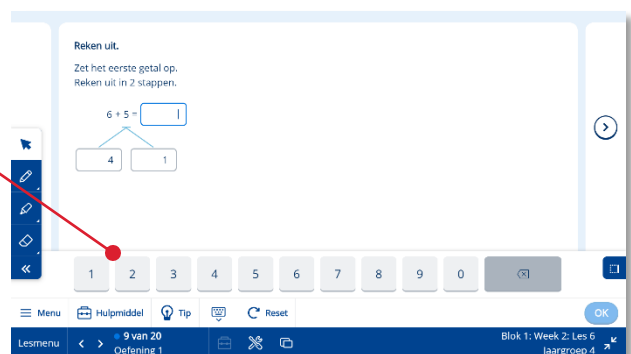 Reken uit.
Zet het eerste getal op.
Reken uit in 2 stappen.
6 + 5 =
4 1
1 2 3 4 5 6 7 8 9 0
Menu Hulpmiddel Tip Reset OK
Lesmenu 9 van 20 Blok 1: Week 2: Les 6
Oefening 1 Jaargroep 4